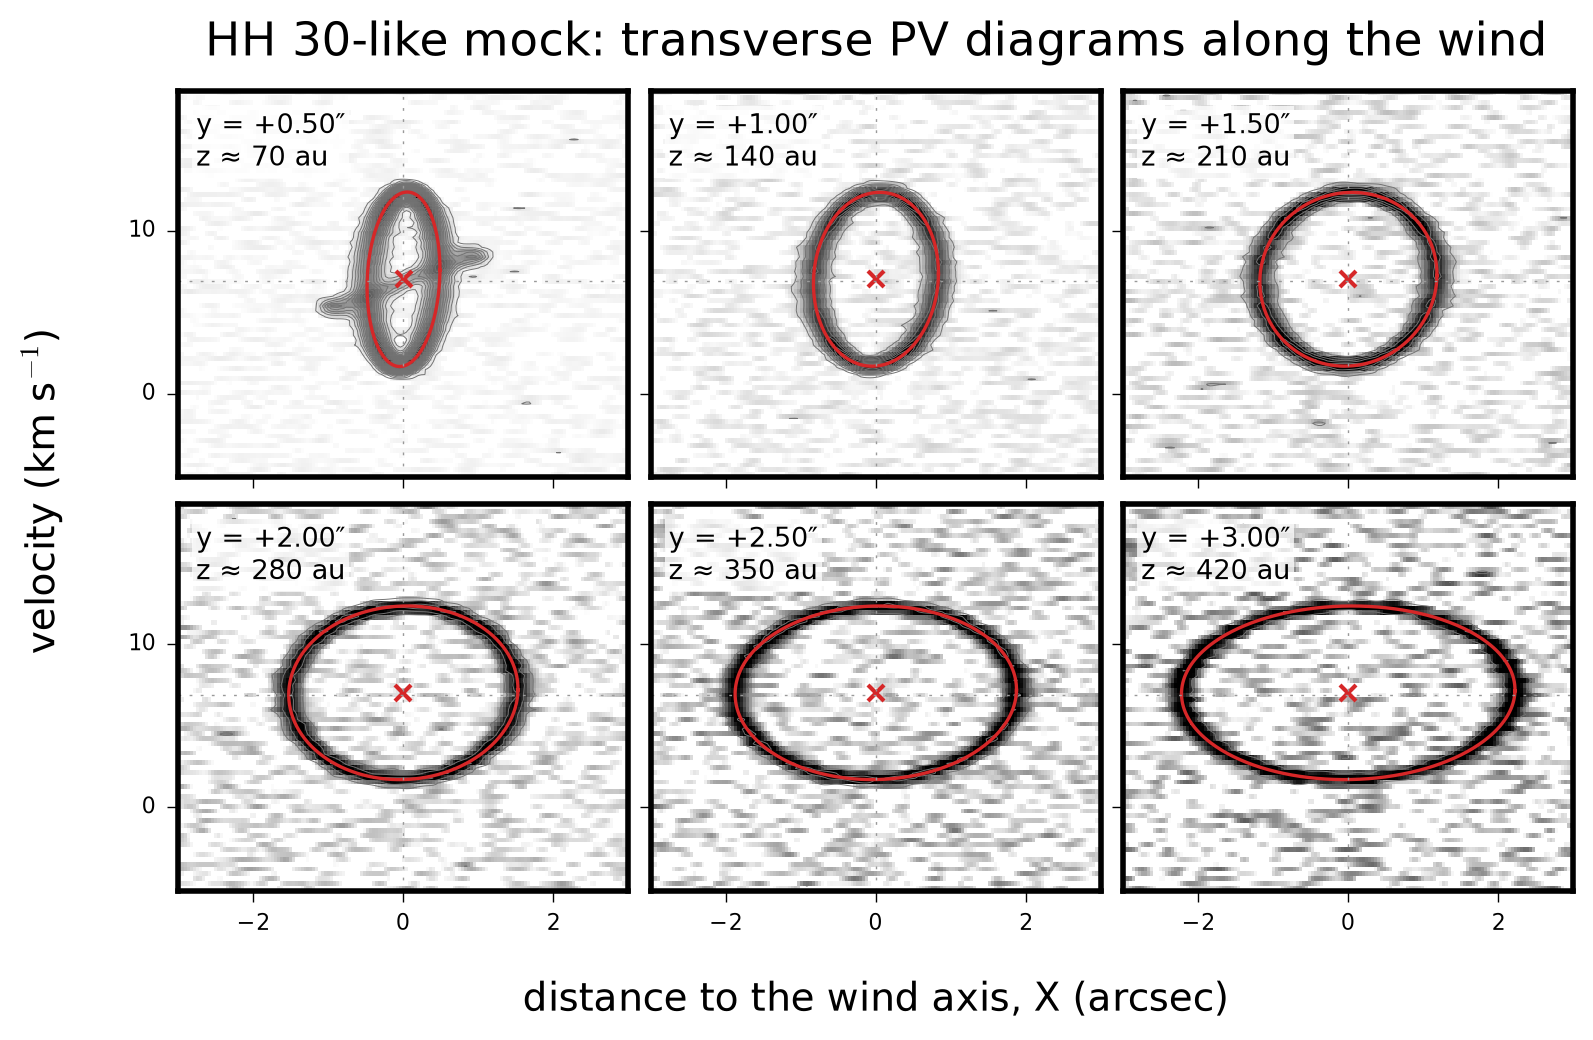 HH 30-like mock: transverse PV diagrams along the wind
y = +0.50″
z ≈ 70 au
y = +1.00″
z ≈ 140 au
y = +1.50″
z ≈ 210 au
10
0
y = +2.00″
z ≈ 280 au
y = +2.50″
z ≈ 350 au
y = +3.00″
z ≈ 420 au
10
0
−2 0 2 −2 0 2 −2 0 2
velocity (km s⁻¹)
distance to the wind axis, X (arcsec)